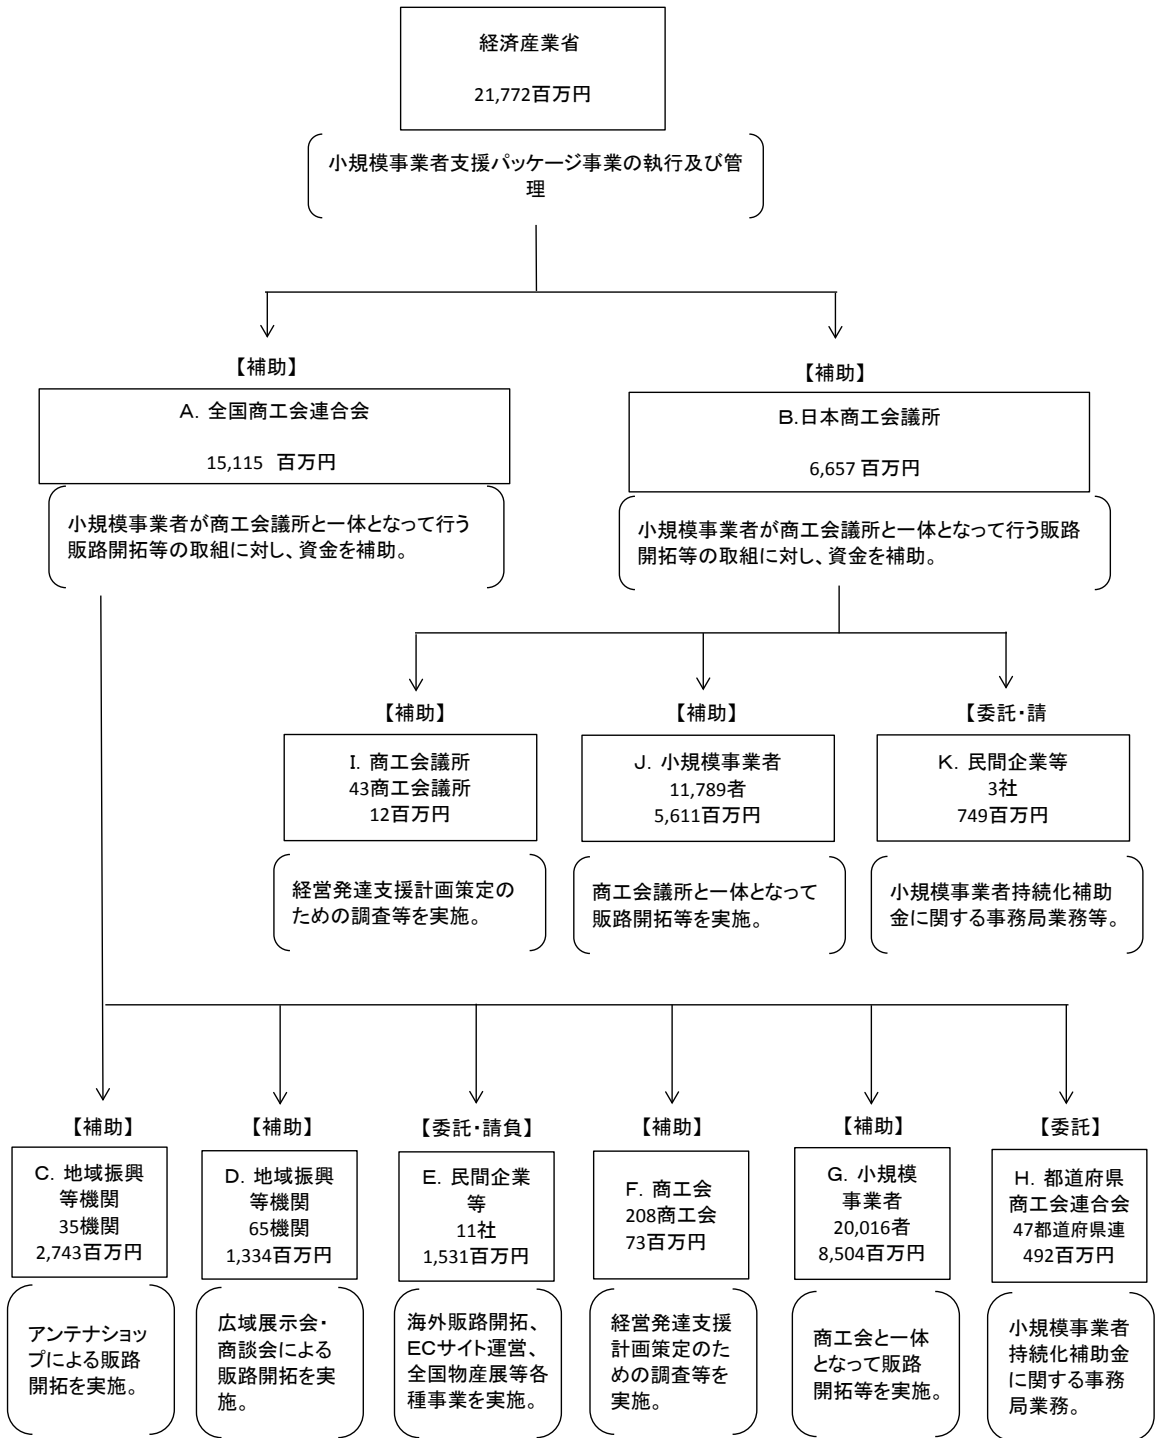 経済産業省
21,772百万円
小規模事業者支援パッケージ事業の執行及び管
理
【補助】
A. 全国商工会連合会
15,115 百万円
小規模事業者が商工会議所と一体となって行う
販路開拓等の取組に対し、資金を補助。
【補助】
B.日本商工会議所
6,657 百万円
小規模事業者が商工会議所と一体となって行う販路
開拓等の取組に対し、資金を補助。
【補助】
I. 商工会議所
43商工会議所
12百万円
経営発達支援計画策定の
ための調査等を実施。
【補助】
J. 小規模事業者
11,789者
5,611百万円
商工会議所と一体となって
販路開拓等を実施。
【委託・請
K. 民間企業等
3社
749百万円
小規模事業者持続化補助
金に関する事務局業務等。
【補助】
C. 地域振興
等機関
35機関
2,743百万円
アンテナショッ
プによる販路
開拓を実施。
【補助】
D. 地域振興
等機関
65機関
1,334百万円
広域展示会・
商談会による
販路開拓を実
施。
【委託・請負】
E. 民間企業
等
11社
1,531百万円
海外販路開拓、
ECサイト運営、
全国物産展等各
種事業を実施。
【補助】
F. 商工会
208商工会
73百万円
経営発達支援
計画策定のた
めの調査等を
実施。
【補助】
G. 小規模
事業者
20,016者
8,504百万円
商工会と一体
となって販路
開拓等を実施。
【委託】
H. 都道府県
商工会連合会
47都道府県連
492百万円
小規模事業者
持続化補助金
に関する事務
局業務。